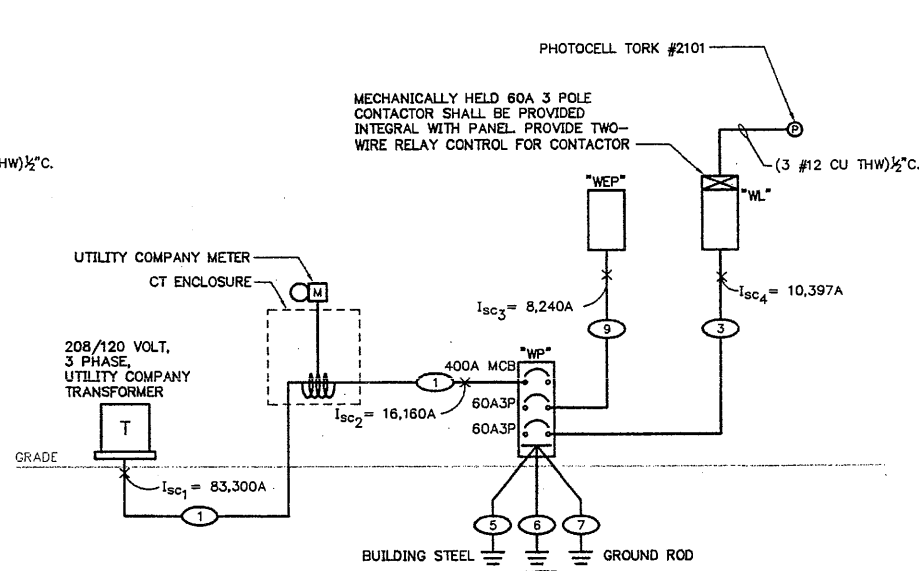 PHOTOCELL TORK #2101
MECHANICALLY HELD 60A 3 POLE
CONTACTOR SHALL BE PROVIDED
INTEGRAL WITH PANEL. PROVIDE TWO-
WIRE RELAY CONTROL FOR CONTACTOR
P
HW)½"C.
(3 #12 CU THW)½"C.
"WEP"
"WL"
UTILITY COMPANY METER
CT ENCLOSURE
M
Isc3= 8,240A
Isc4= 10,397A
9
3
208/120 VOLT,
3 PHASE,
UTILITY COMPANY
TRANSFORMER
"WP"
400A MCB
1
60A3P
Isc2= 16,160A
60A3P
T
GRADE
Isc1= 83,300A
1
5
6
7
BUILDING STEEL
GROUND ROD